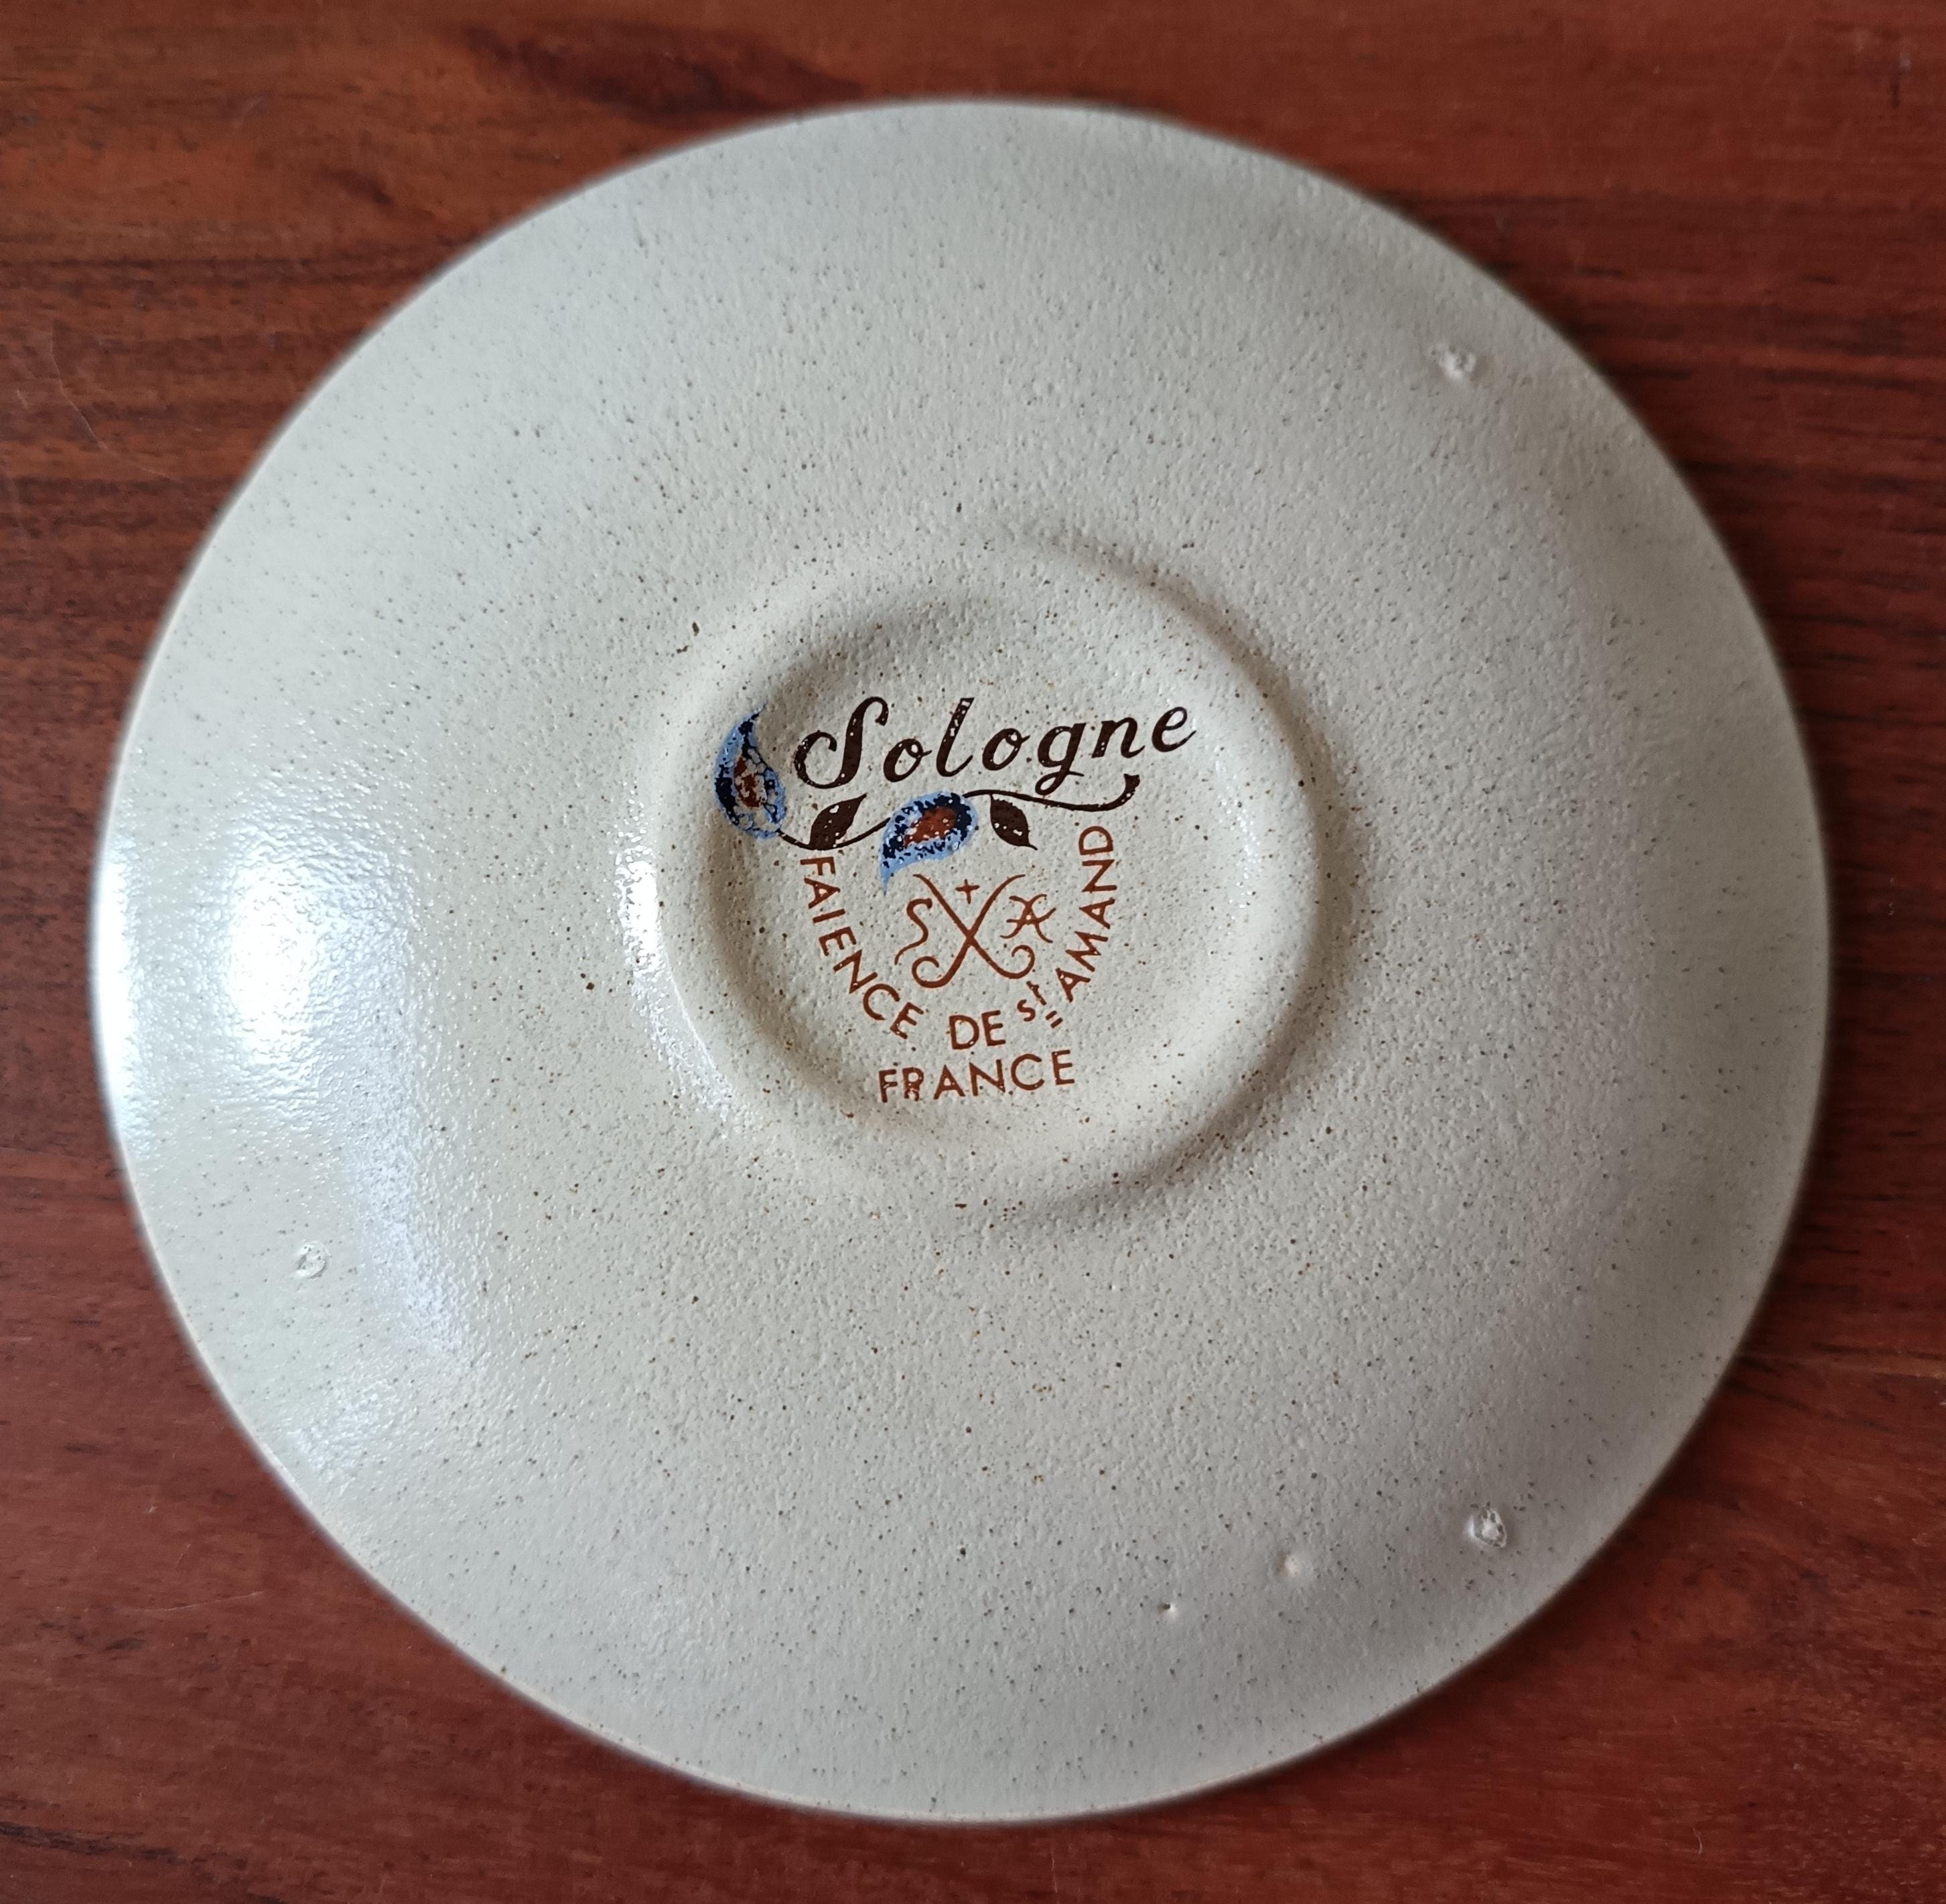 Sologne
S A
FAIENCE DE St AMAND
FRANCE